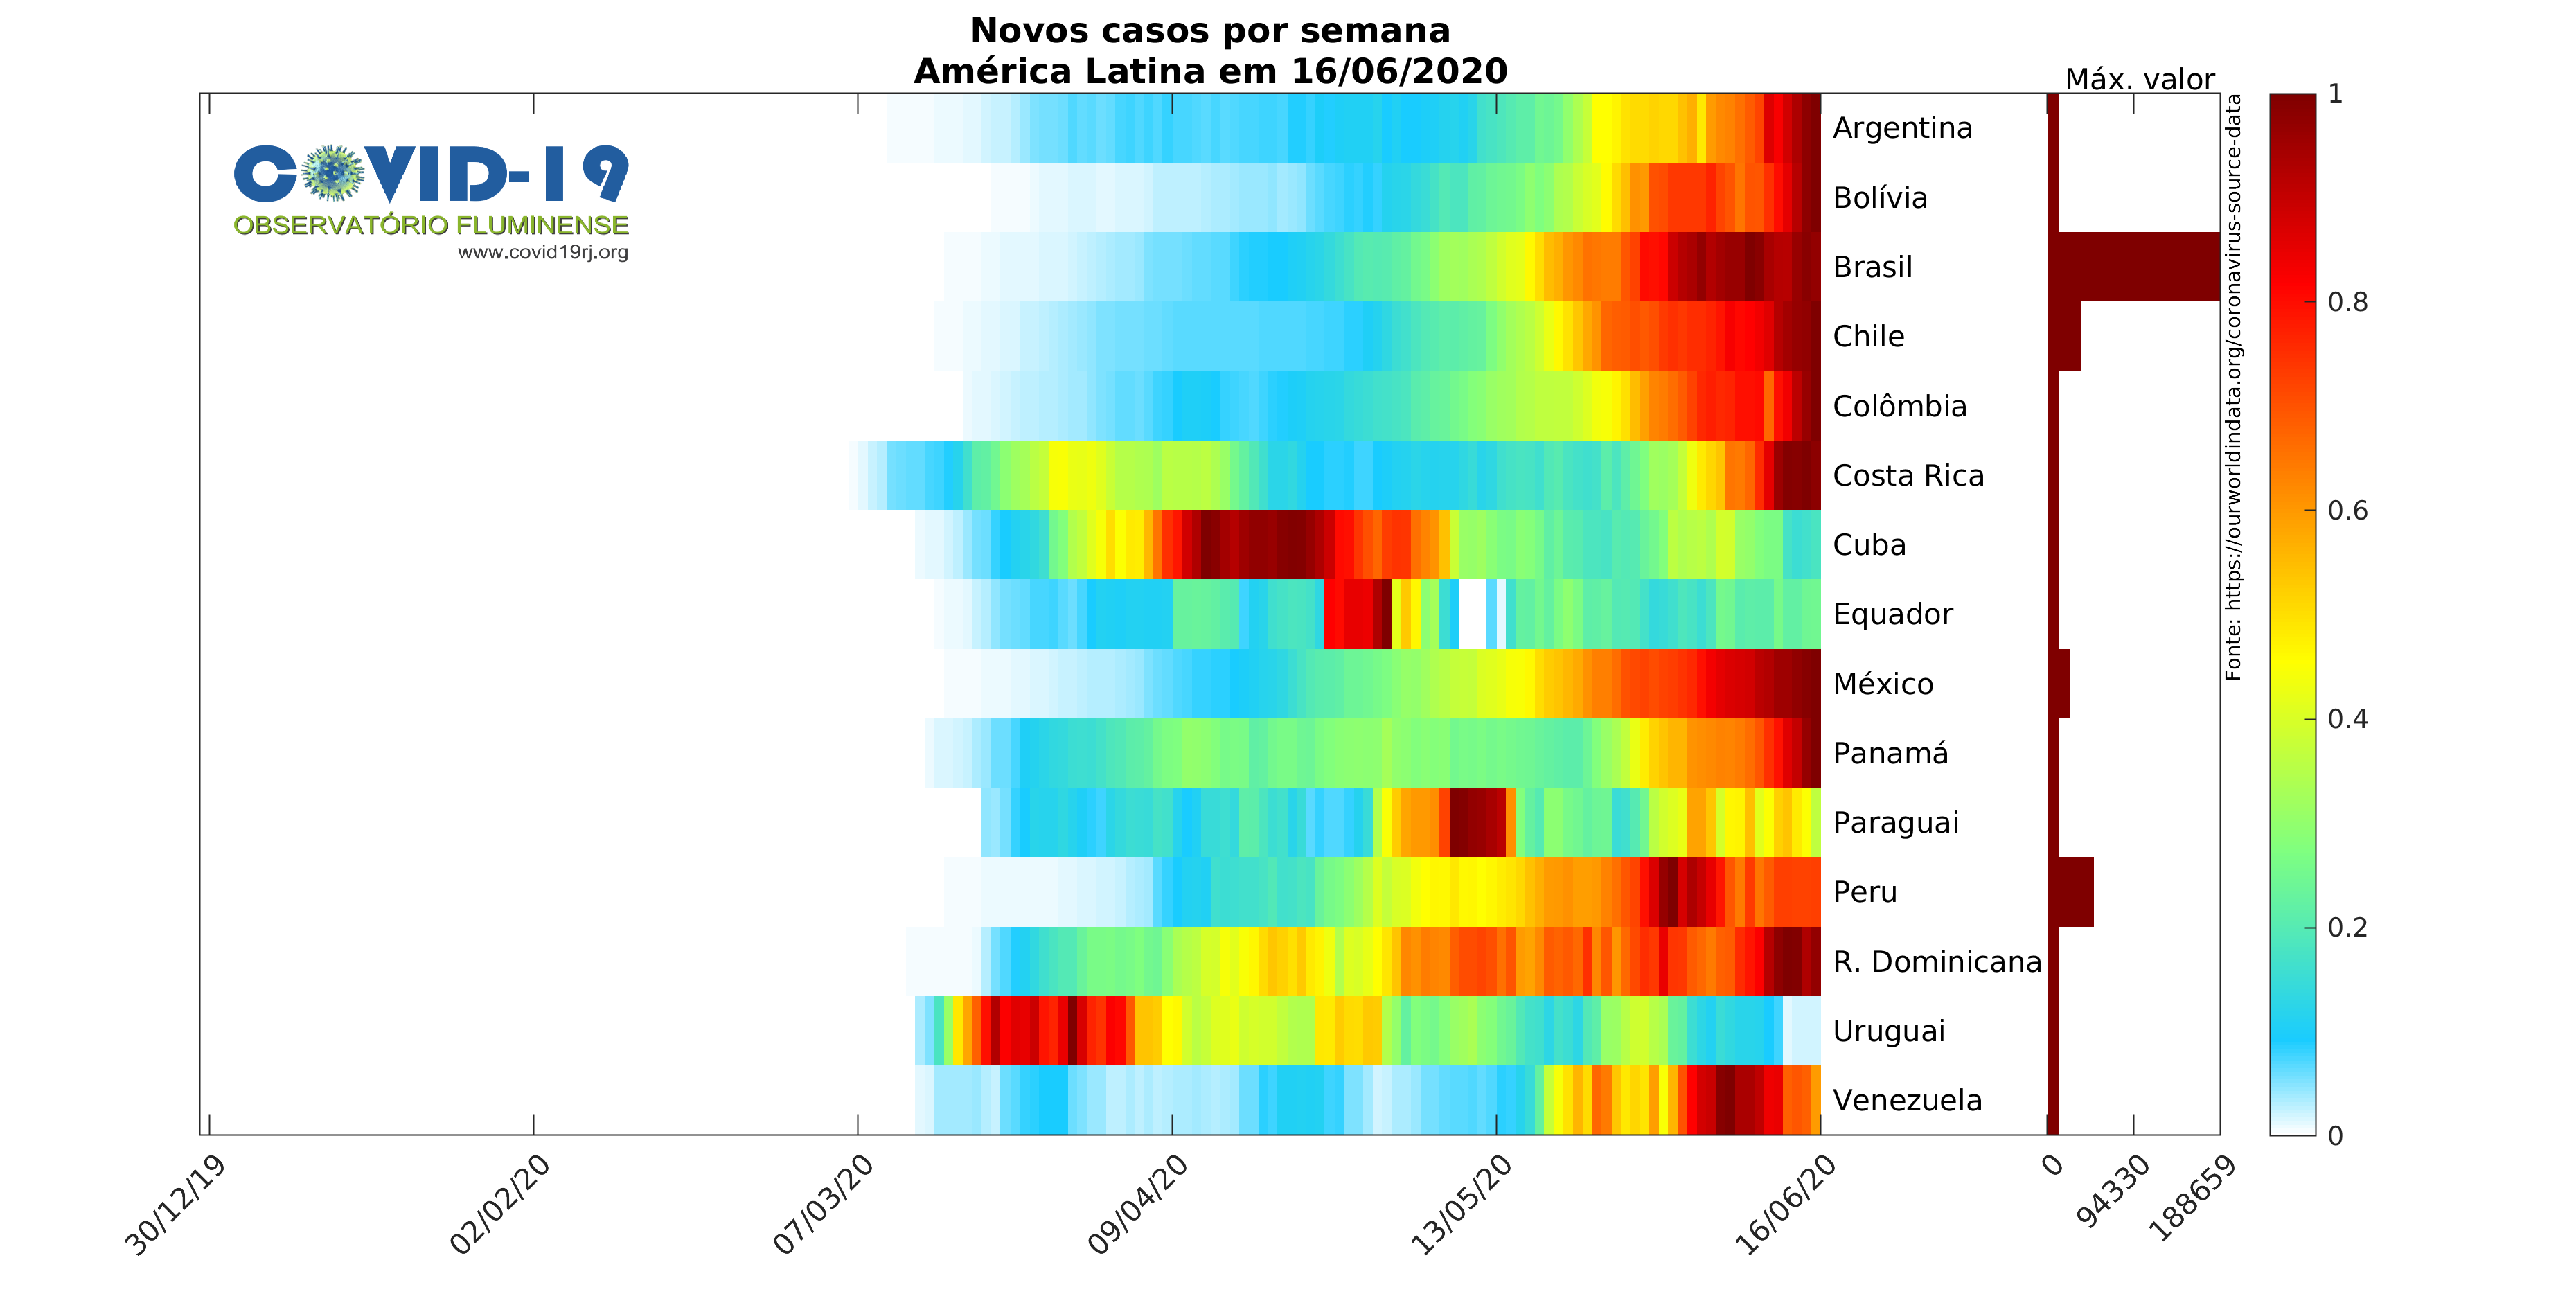 Novos casos por semana
América Latina em 16/06/2020
COVID-19
OBSERVATÓRIO FLUMINENSE
www.covid19rj.org
Argentina
Bolívia
Brasil
Chile
Colômbia
Costa Rica
Cuba
Equador
México
Panamá
Paraguai
Peru
R. Dominicana
Uruguai
Venezuela
30/12/19
02/02/20
07/03/20
09/04/20
13/05/20
16/06/20
Máx. valor
0
94330
188659
Fonte: https://ourworldindata.org/coronavirus-source-data
1
0.8
0.6
0.4
0.2
0